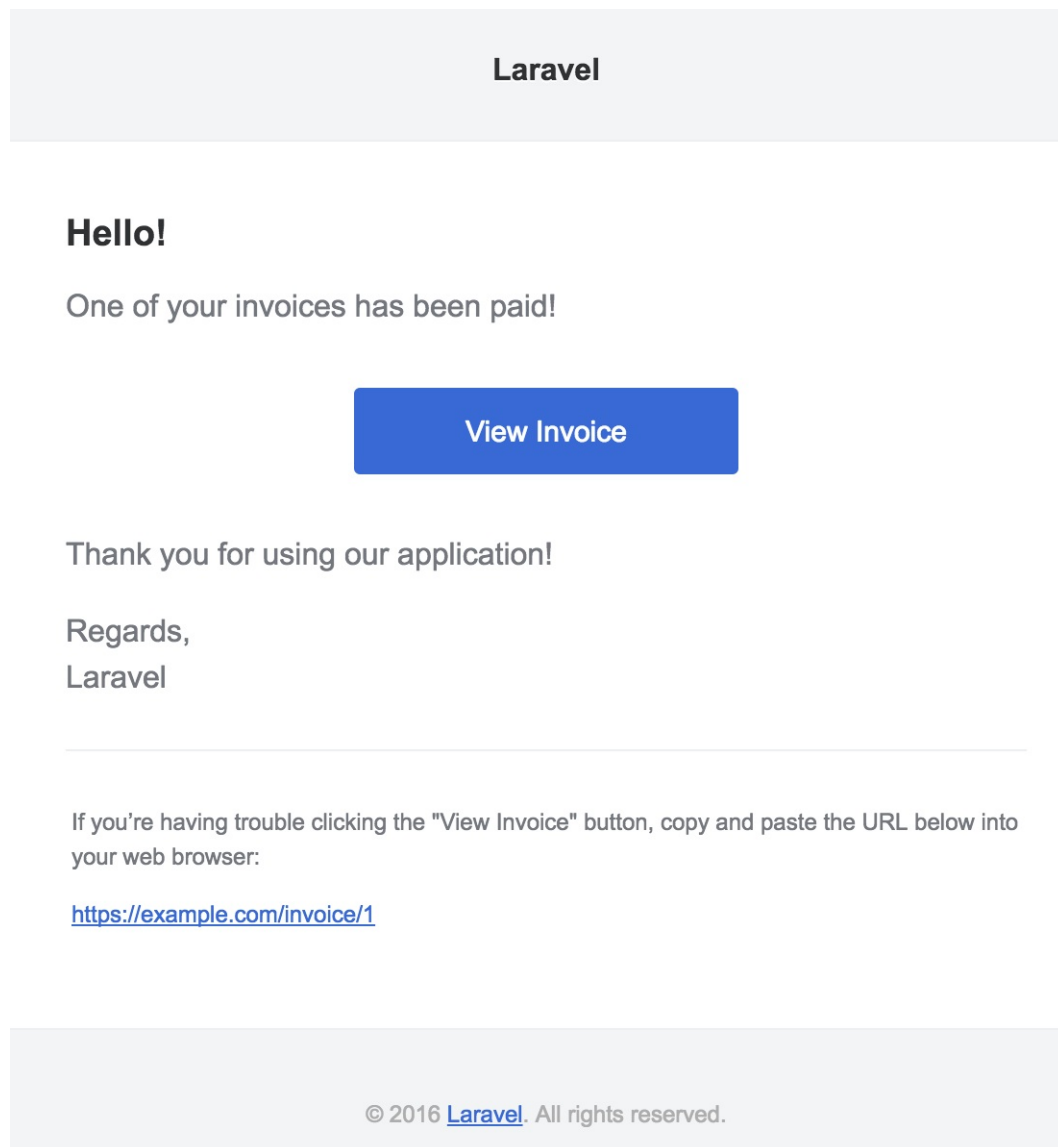 Laravel
Hello!
One of your invoices has been paid!
View Invoice
Thank you for using our application!
Regards,
Laravel
If you’re having trouble clicking the "View Invoice" button, copy and paste the URL below into
your web browser:
https://example.com/invoice/1
© 2016 Laravel. All rights reserved.